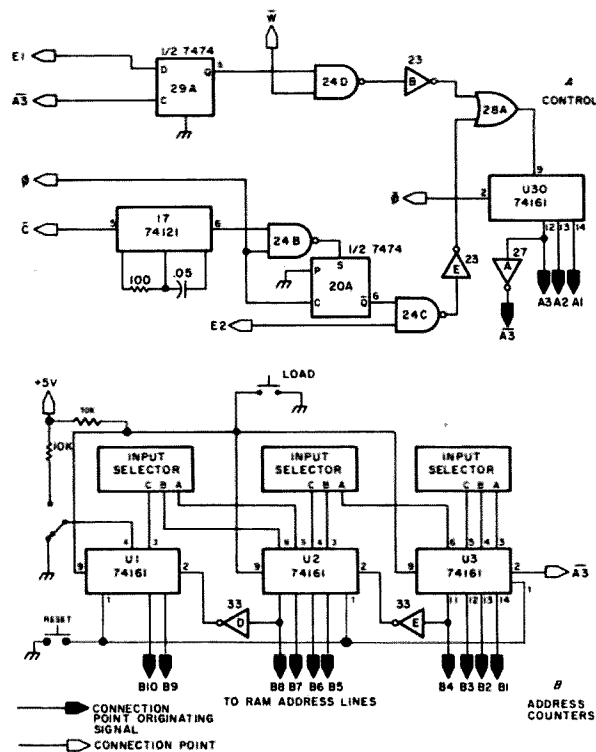 W̅
E1
1/2 7474
D
Q
5
29A
C
A̅3̅
24D
23
B
28A
A
CONTROL
9
U30
74161
2
Ø̅
12 13 14
27
A
A3 A2 A1
A̅3̅
Ø
C̅
5
17
74121
6
100
.05
24B
1/2 7474
P
S
20A
C
Q̅
6
24C
E
23
E2
+5V
10K
10K
LOAD
INPUT SELECTOR
C B A
INPUT SELECTOR
C B A
INPUT SELECTOR
C B A
4 3
9
U1
74161
2
1
6 5 4 3
9
U2
74161
2
1
6 5 4 3
9
U3
74161
2
1
11 12 13 14
A̅3̅
33
D
33
E
RESET
B10 B9
B8 B7 B6 B5
B4 B3 B2 B1
TO RAM ADDRESS LINES
B
ADDRESS
COUNTERS
CONNECTION
POINT ORIGINATING
SIGNAL
CONNECTION POINT